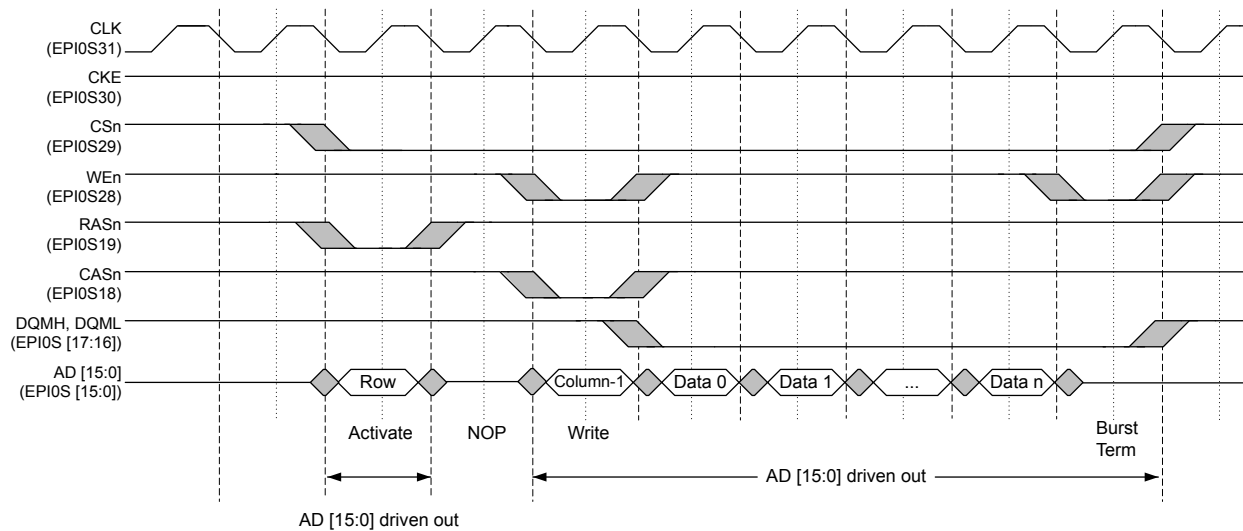 CLK
(EPI0S31)
CKE
(EPI0S30)
CSn
(EPI0S29)
WEn
(EPI0S28)
RASn
(EPI0S19)
CASn
(EPI0S18)
DQMH, DQML
(EPI0S [17:16])
AD [15:0]
(EPI0S [15:0])
Row
Column-1
Data 0
Data 1
...
Data n
Activate
NOP
Write
Burst
Term
AD [15:0] driven out
AD [15:0] driven out